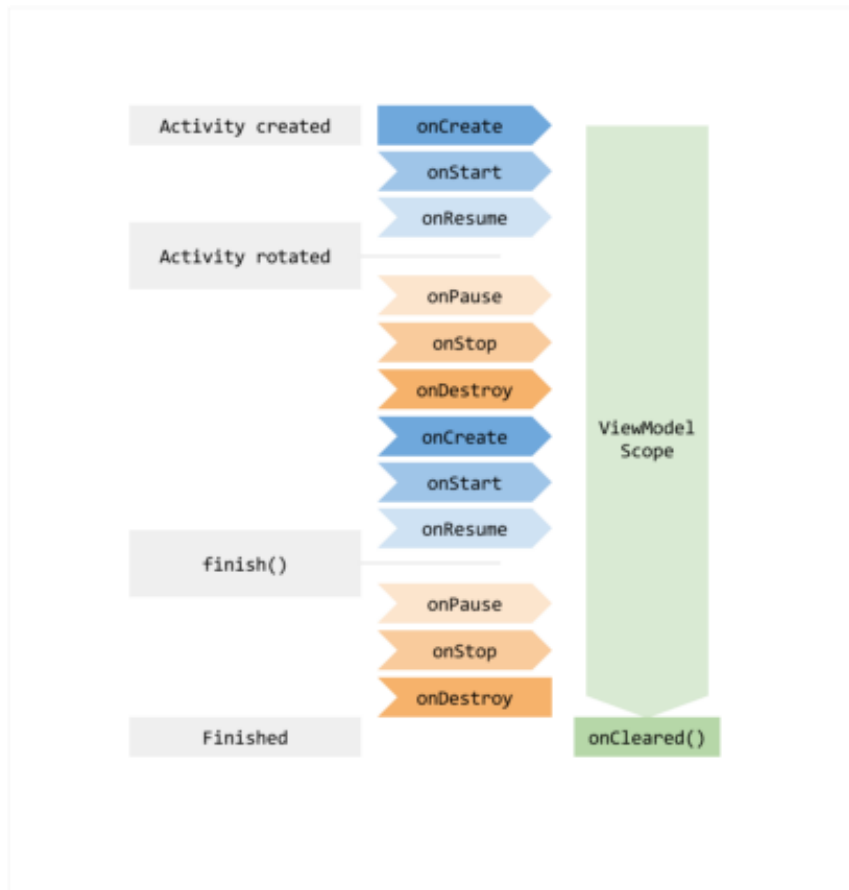 Activity created
onCreate
onStart
onResume
Activity rotated
onPause
onStop
onDestroy
onCreate
ViewModel
Scope
onStart
onResume
finish()
onPause
onStop
onDestroy
Finished
onCleared()